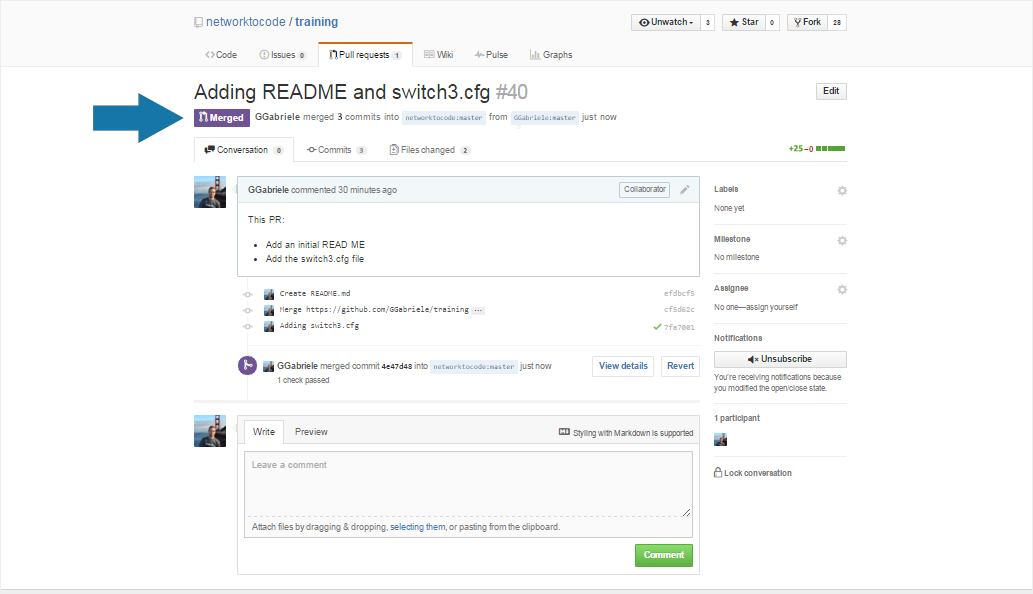 networktocode / training
Unwatch 3 Star 0 Fork 28
Code Issues 0 Pull requests 1 Wiki Pulse Graphs
Adding README and switch3.cfg #40 Edit
Merged GGabriele merged 3 commits into networktocode:master from GGabriele:master just now
Conversation 0 Commits 3 Files changed 2 +25 −0
GGabriele commented 30 minutes ago Collaborator
This PR:
• Add an initial READ ME
• Add the switch3.cfg file
Create README.md efdbcf5
Merge https://github.com/GGabriele/training ... cf5d62c
Adding switch3.cfg 7fa7001
GGabriele merged commit 4e47d48 into networktocode:master just now View details Revert
1 check passed
Write Preview Styling with Markdown is supported
Leave a comment
Attach files by dragging & dropping, selecting them, or pasting from the clipboard.
Comment
Labels
None yet
Milestone
No milestone
Assignee
No one—assign yourself
Notifications
Unsubscribe
You're receiving notifications because
you modified the open/close state.
1 participant
Lock conversation